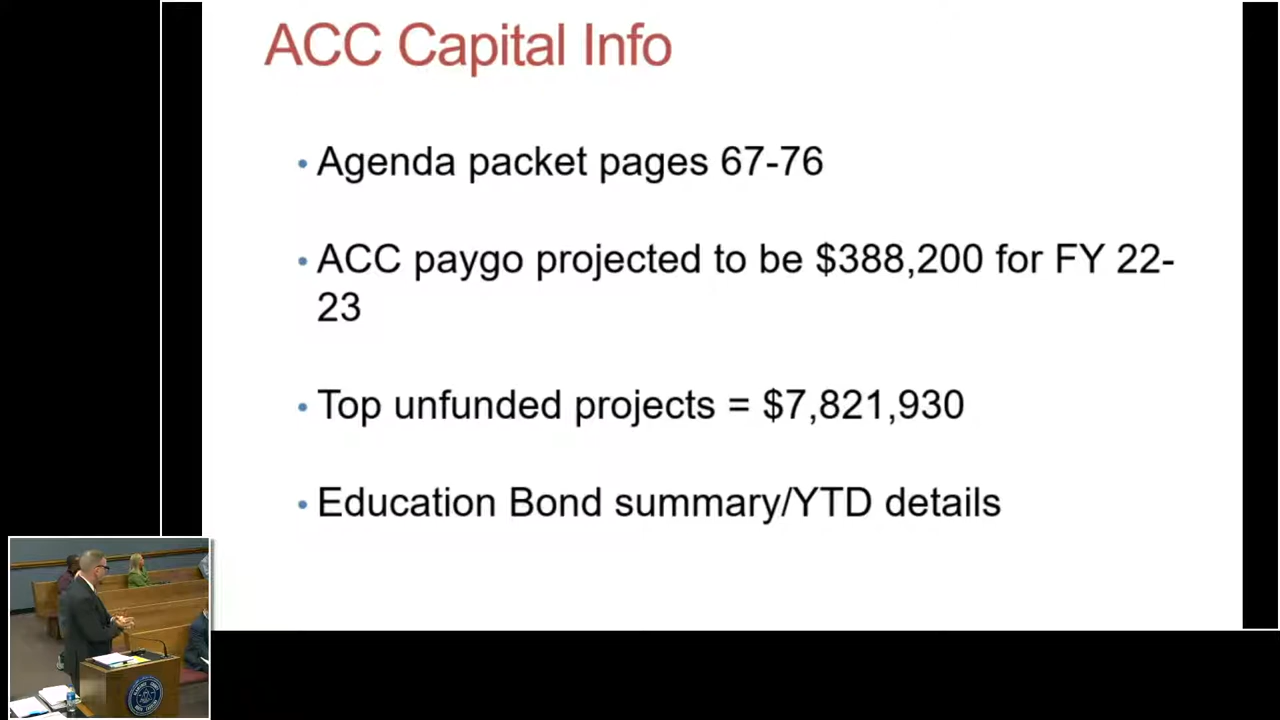 ACC Capital Info
• Agenda packet pages 67-76
• ACC paygo projected to be $388,200 for FY 22-
23
• Top unfunded projects = $7,821,930
• Education Bond summary/YTD details